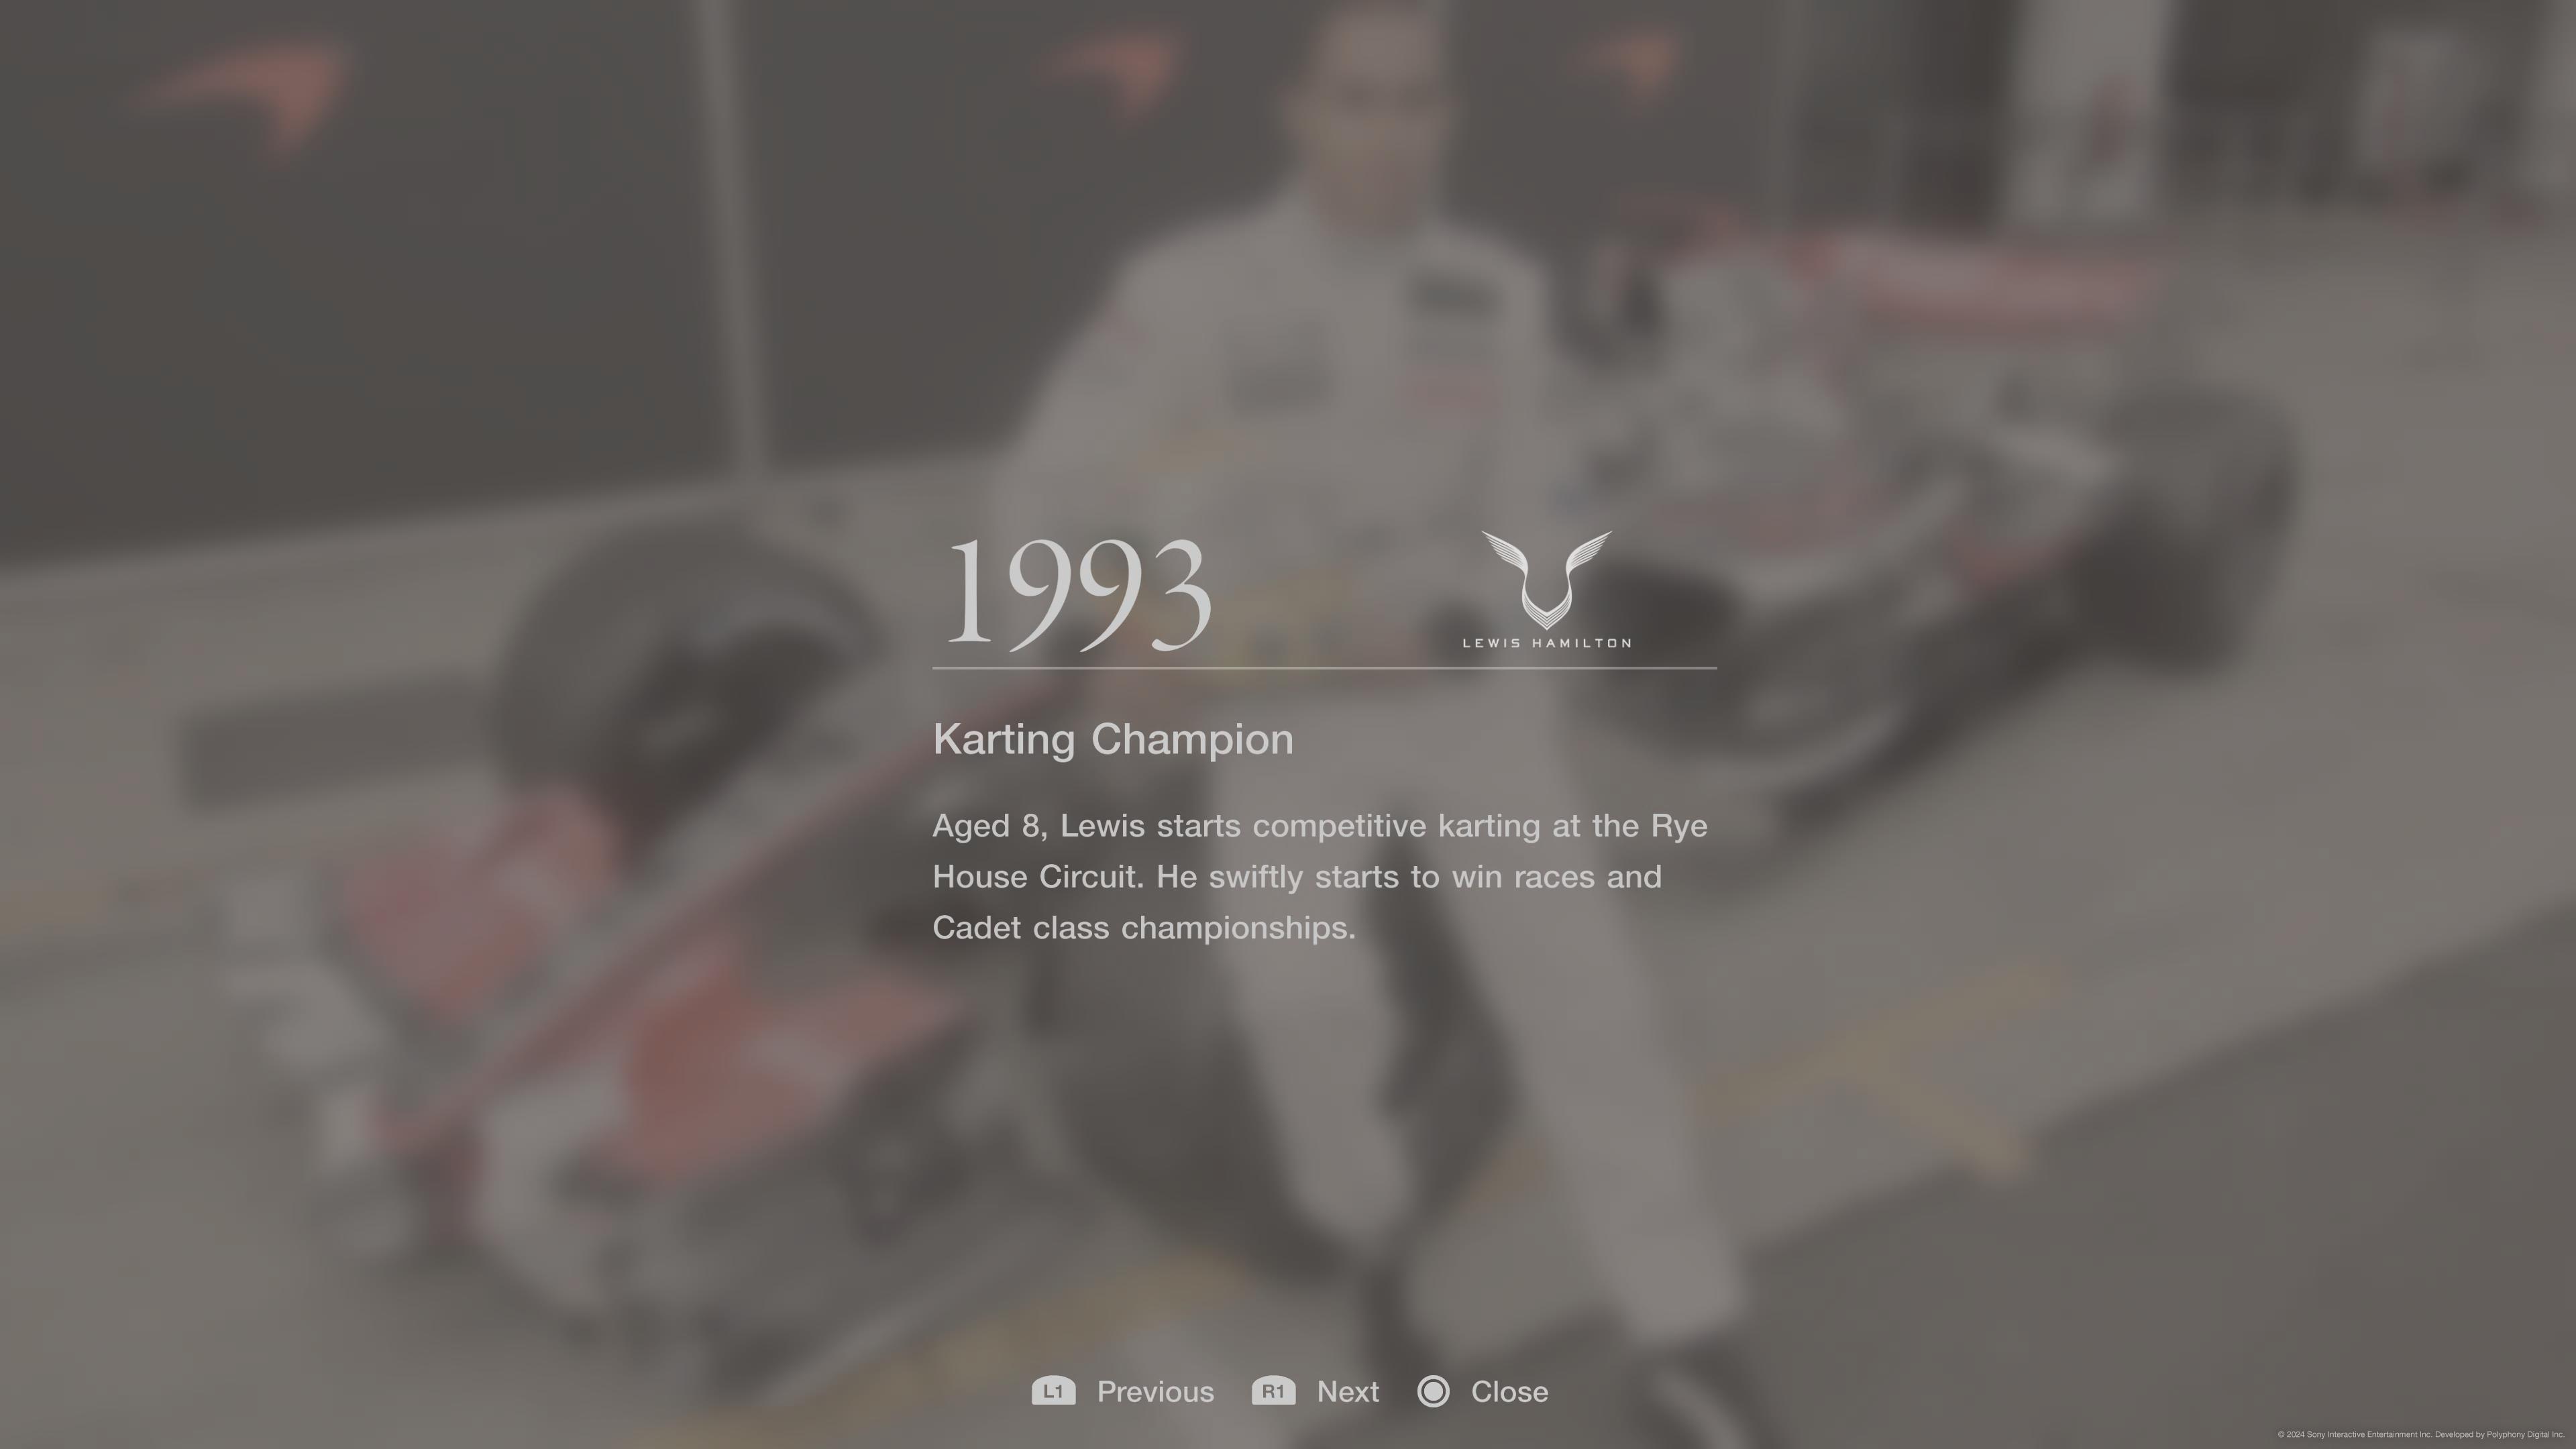 1993
LEWIS HAMILTON
Karting Champion
Aged 8, Lewis starts competitive karting at the Rye
House Circuit. He swiftly starts to win races and
Cadet class championships.
L1 Previous R1 Next Close
© 2024 Sony Interactive Entertainment Inc. Developed by Polyphony Digital Inc.